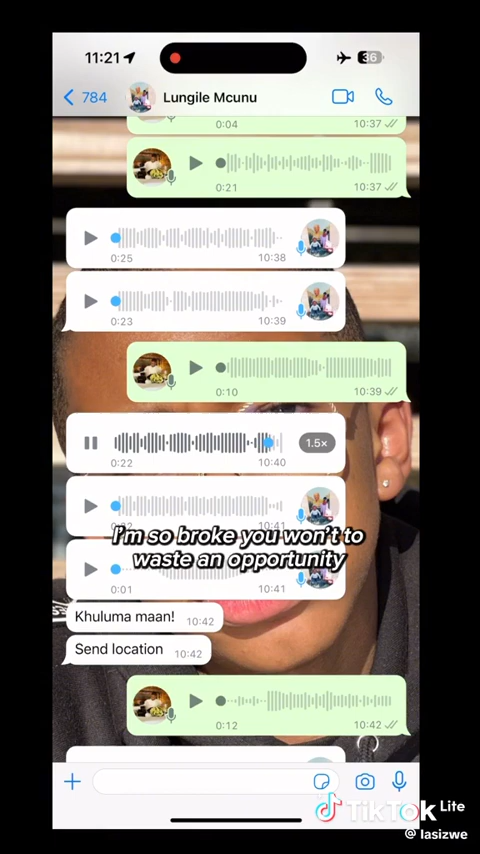 11:21
36
784
Lungile Mcunu
0:04 10:37
0:21 10:37
0:25 10:38
0:23 10:39
0:10 10:39
1.5×
0:22 10:40
10:41
I'm so broke you won't to
waste an opportunity
0:01 10:41
Khuluma maan! 10:42
Send location 10:42
0:12 10:42
TikTok Lite
@ lasizwe